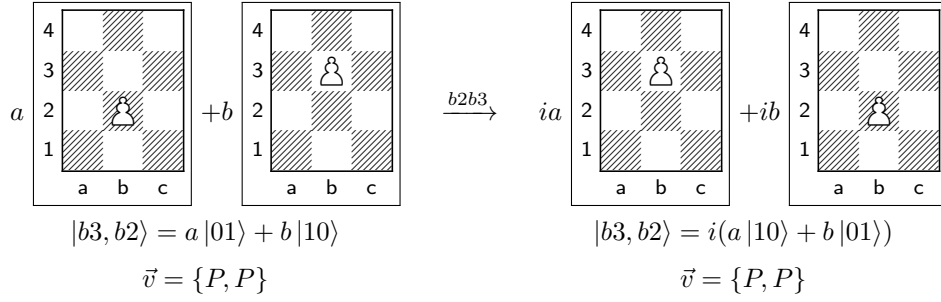 4 4 4 4
3 3 3 3
a 2 +b 2 b2b3 ia 2 +ib 2
1 1 1 1
a b c a b c a b c a b c
|b3, b2⟩ = a |01⟩ + b |10⟩ |b3, b2⟩ = i(a |10⟩ + b |01⟩)
v⃗ = {P, P} v⃗ = {P, P}